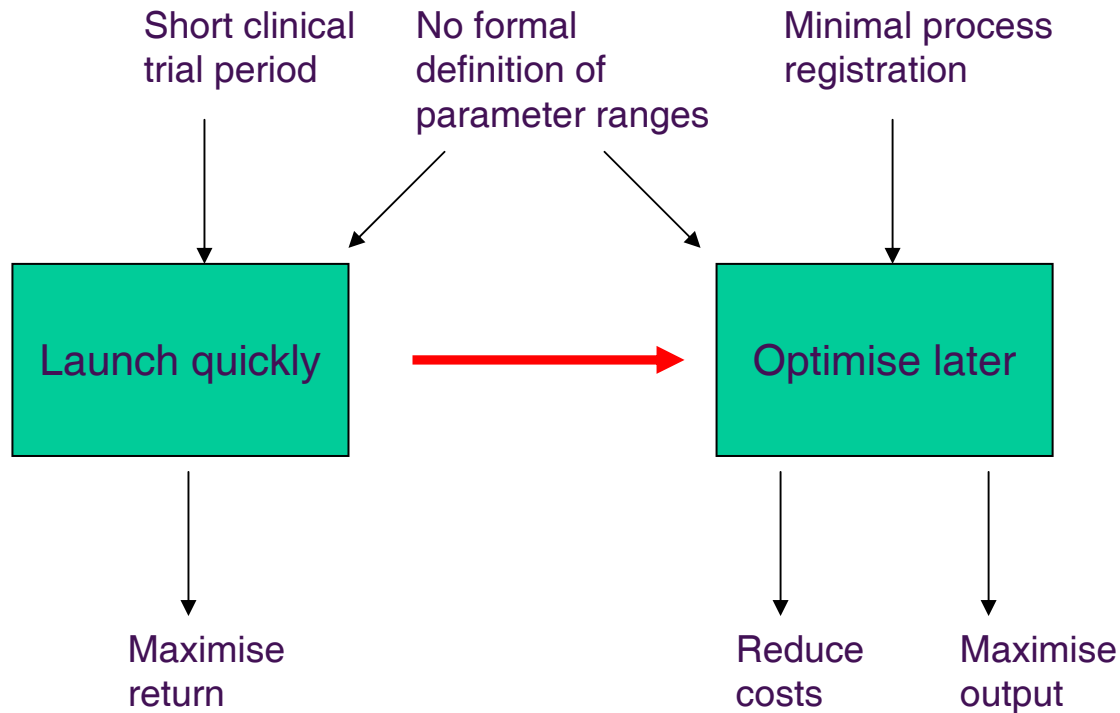 Short clinical
trial period
No formal
definition of
parameter ranges
Minimal process
registration
Launch quickly
Optimise later
Maximise
return
Reduce
costs
Maximise
output